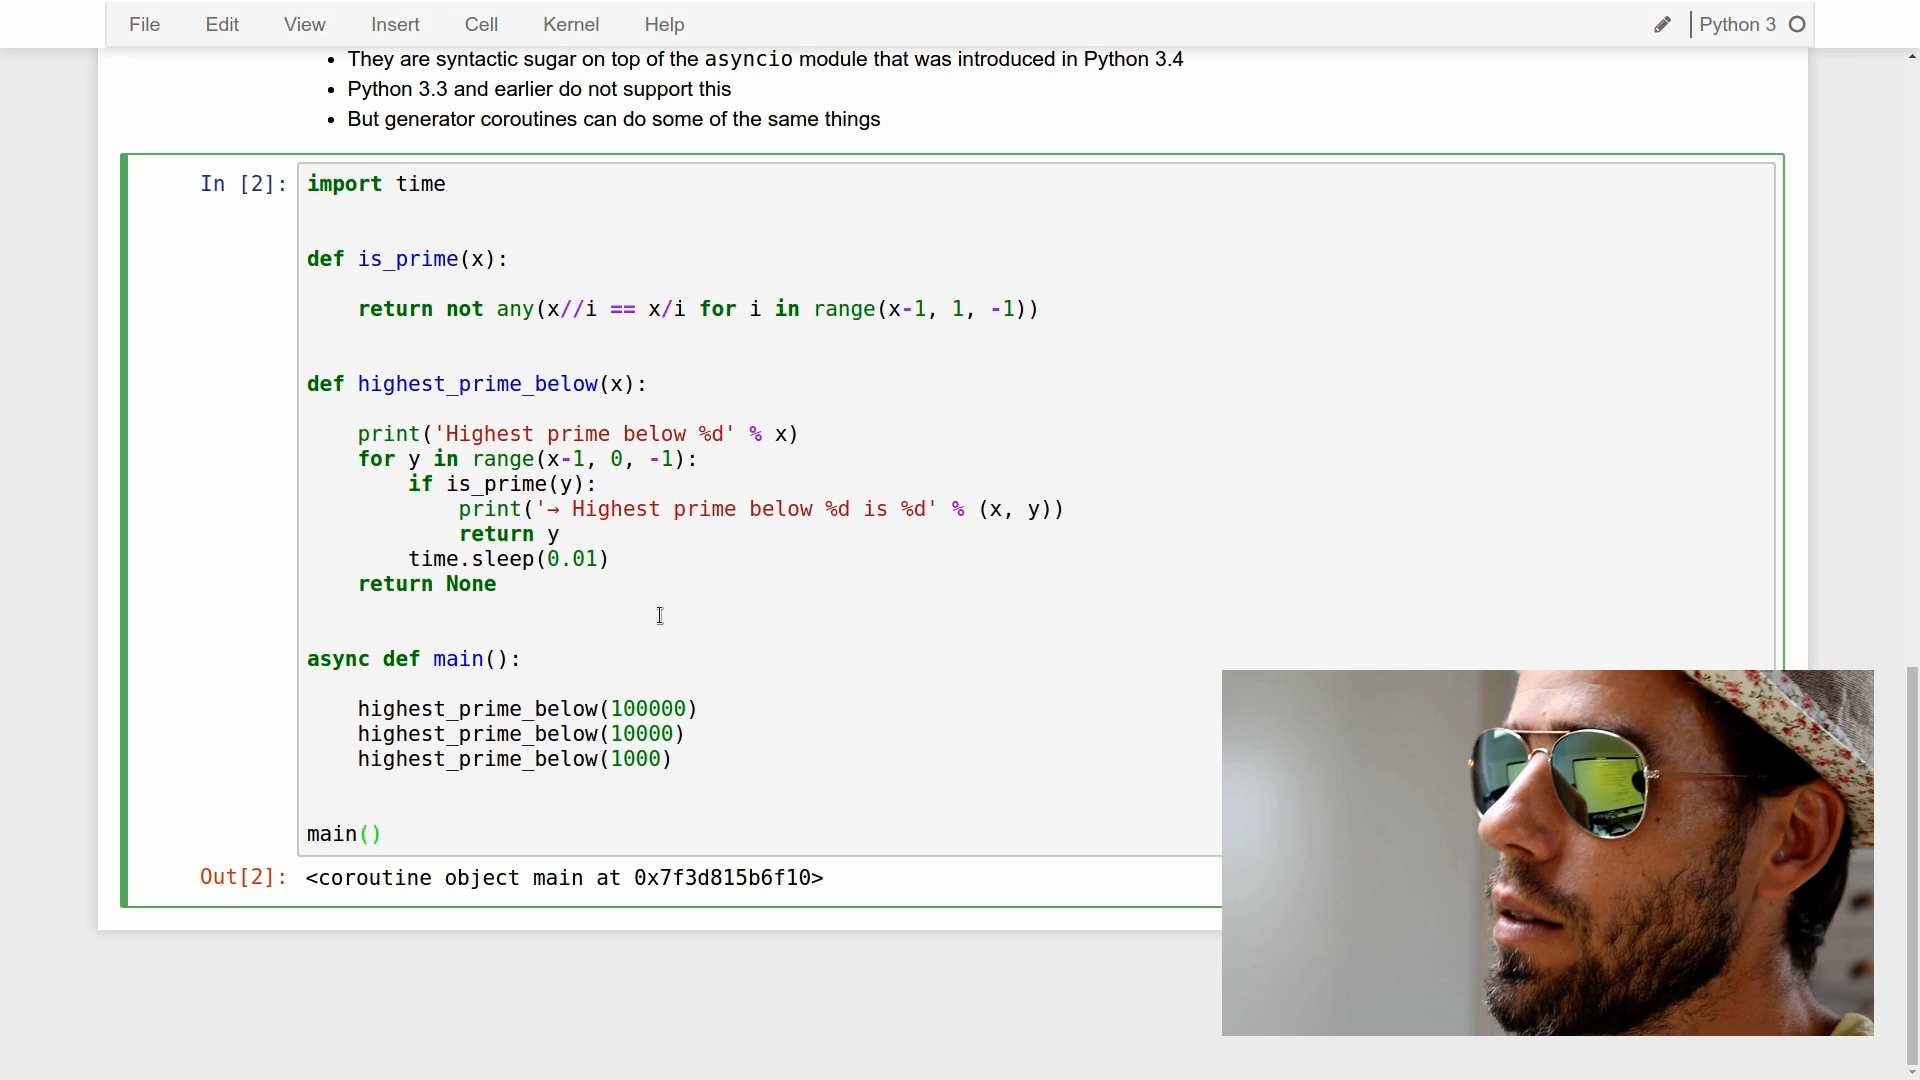 File Edit View Insert Cell Kernel Help Python 3
• They are syntactic sugar on top of the asyncio module that was introduced in Python 3.4
• Python 3.3 and earlier do not support this
• But generator coroutines can do some of the same things
In [2]: import time
def is_prime(x):
return not any(x//i == x/i for i in range(x-1, 1, -1))
def highest_prime_below(x):
print('Highest prime below %d' % x)
for y in range(x-1, 0, -1):
if is_prime(y):
print('→ Highest prime below %d is %d' % (x, y))
return y
time.sleep(0.01)
return None
async def main():
highest_prime_below(100000)
highest_prime_below(10000)
highest_prime_below(1000)
main()
Out[2]: <coroutine object main at 0x7f3d815b6f10>